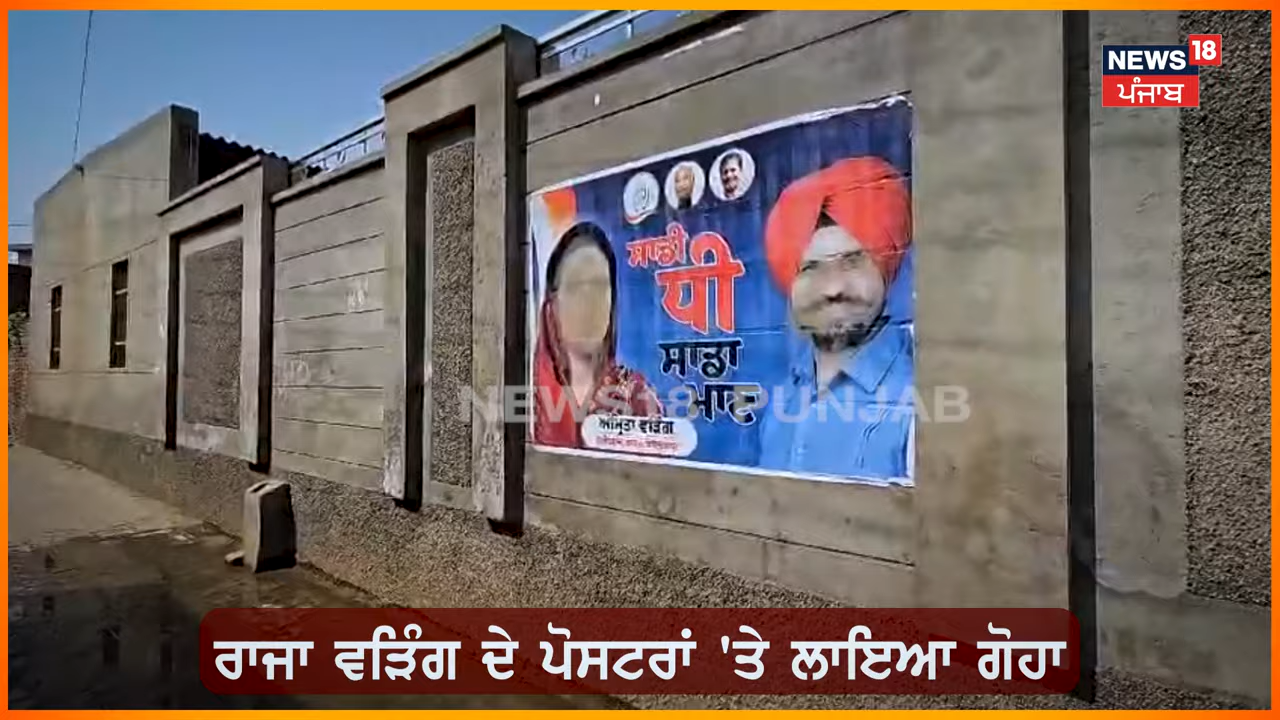 NEWS 18
ਪੰਜਾਬ
ਸਾਡੀ
ਧੀ
ਸਾਡਾ
ਮਾਣ
NEWS18 PUNJAB
ਅੰਮ੍ਰਿਤਾ ਵੜਿੰਗ
ਰਾਜਾ ਵੜਿੰਗ ਦੇ ਪੋਸਟਰਾਂ 'ਤੇ ਲਾਇਆ ਗੋਹਾ